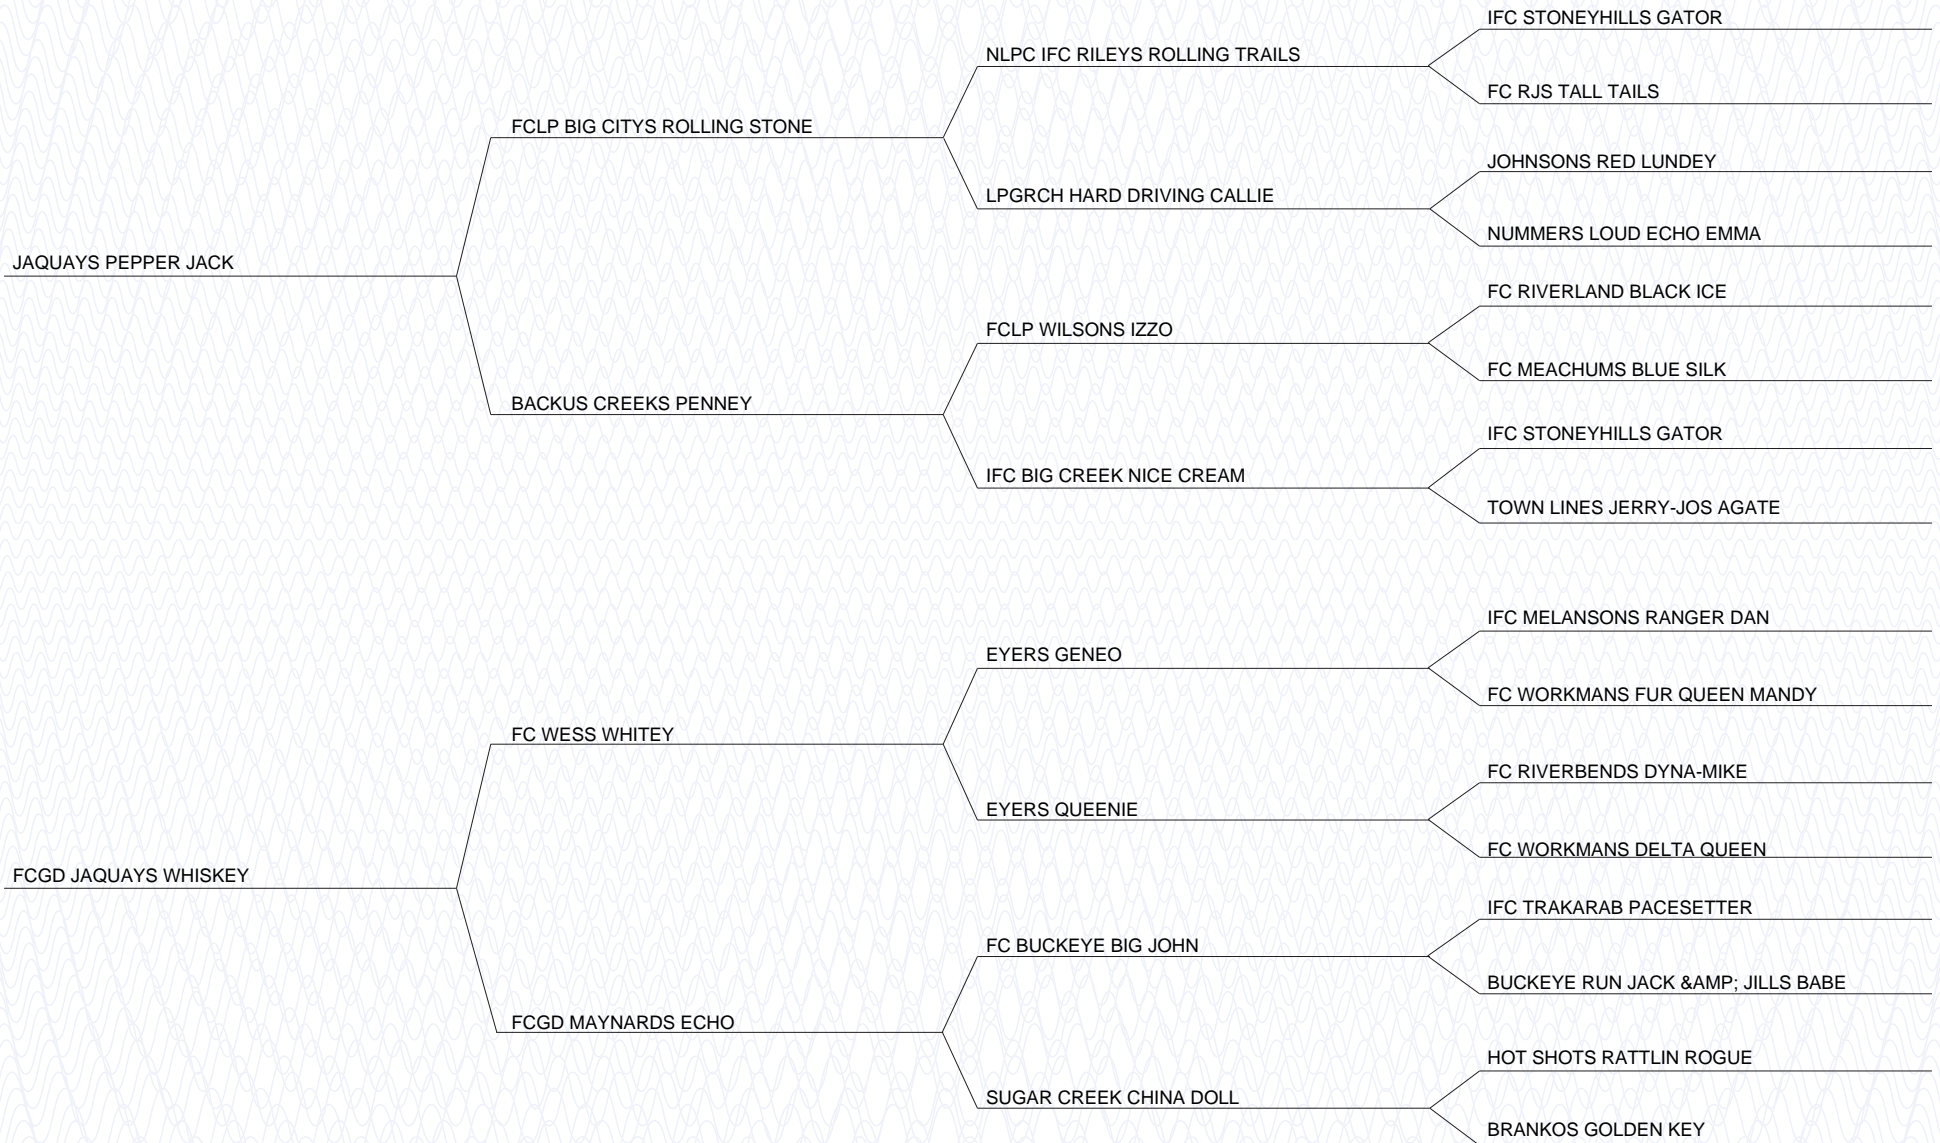 IFC STONEYHILLS GATOR
NLPC IFC RILEYS ROLLING TRAILS
FC RJS TALL TAILS
FCLP BIG CITYS ROLLING STONE
JOHNSONS RED LUNDEY
LPGRCH HARD DRIVING CALLIE
NUMMERS LOUD ECHO EMMA
JAQUAYS PEPPER JACK
FC RIVERLAND BLACK ICE
FCLP WILSONS IZZO
FC MEACHUMS BLUE SILK
BACKUS CREEKS PENNEY
IFC STONEYHILLS GATOR
IFC BIG CREEK NICE CREAM
TOWN LINES JERRY-JOS AGATE
IFC MELANSONS RANGER DAN
EYERS GENEO
FC WORKMANS FUR QUEEN MANDY
FC WESS WHITEY
FC RIVERBENDS DYNA-MIKE
EYERS QUEENIE
FC WORKMANS DELTA QUEEN
FCGD JAQUAYS WHISKEY
IFC TRAKARAB PACESETTER
FC BUCKEYE BIG JOHN
BUCKEYE RUN JACK &AMP; JILLS BABE
FCGD MAYNARDS ECHO
HOT SHOTS RATTLIN ROGUE
SUGAR CREEK CHINA DOLL
BRANKOS GOLDEN KEY